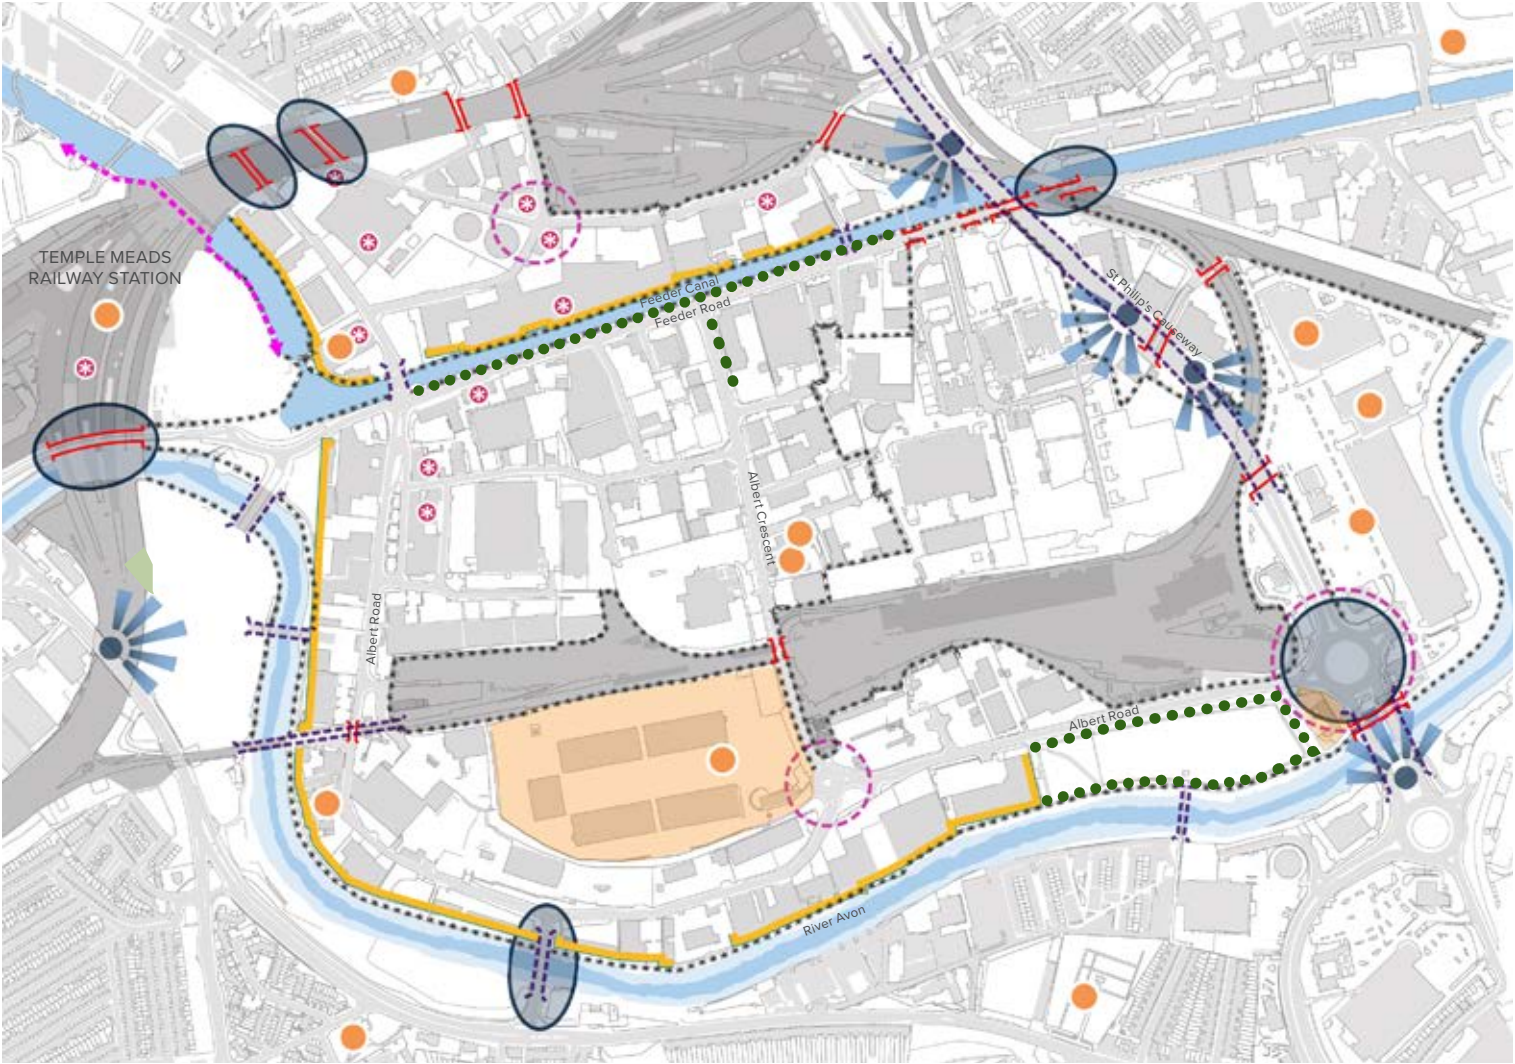 TEMPLE MEADS
RAILWAY STATION
Feeder Canal
Feeder Road
St Philip's Causeway
Albert Crescent
Albert Road
Albert Road
River Avon